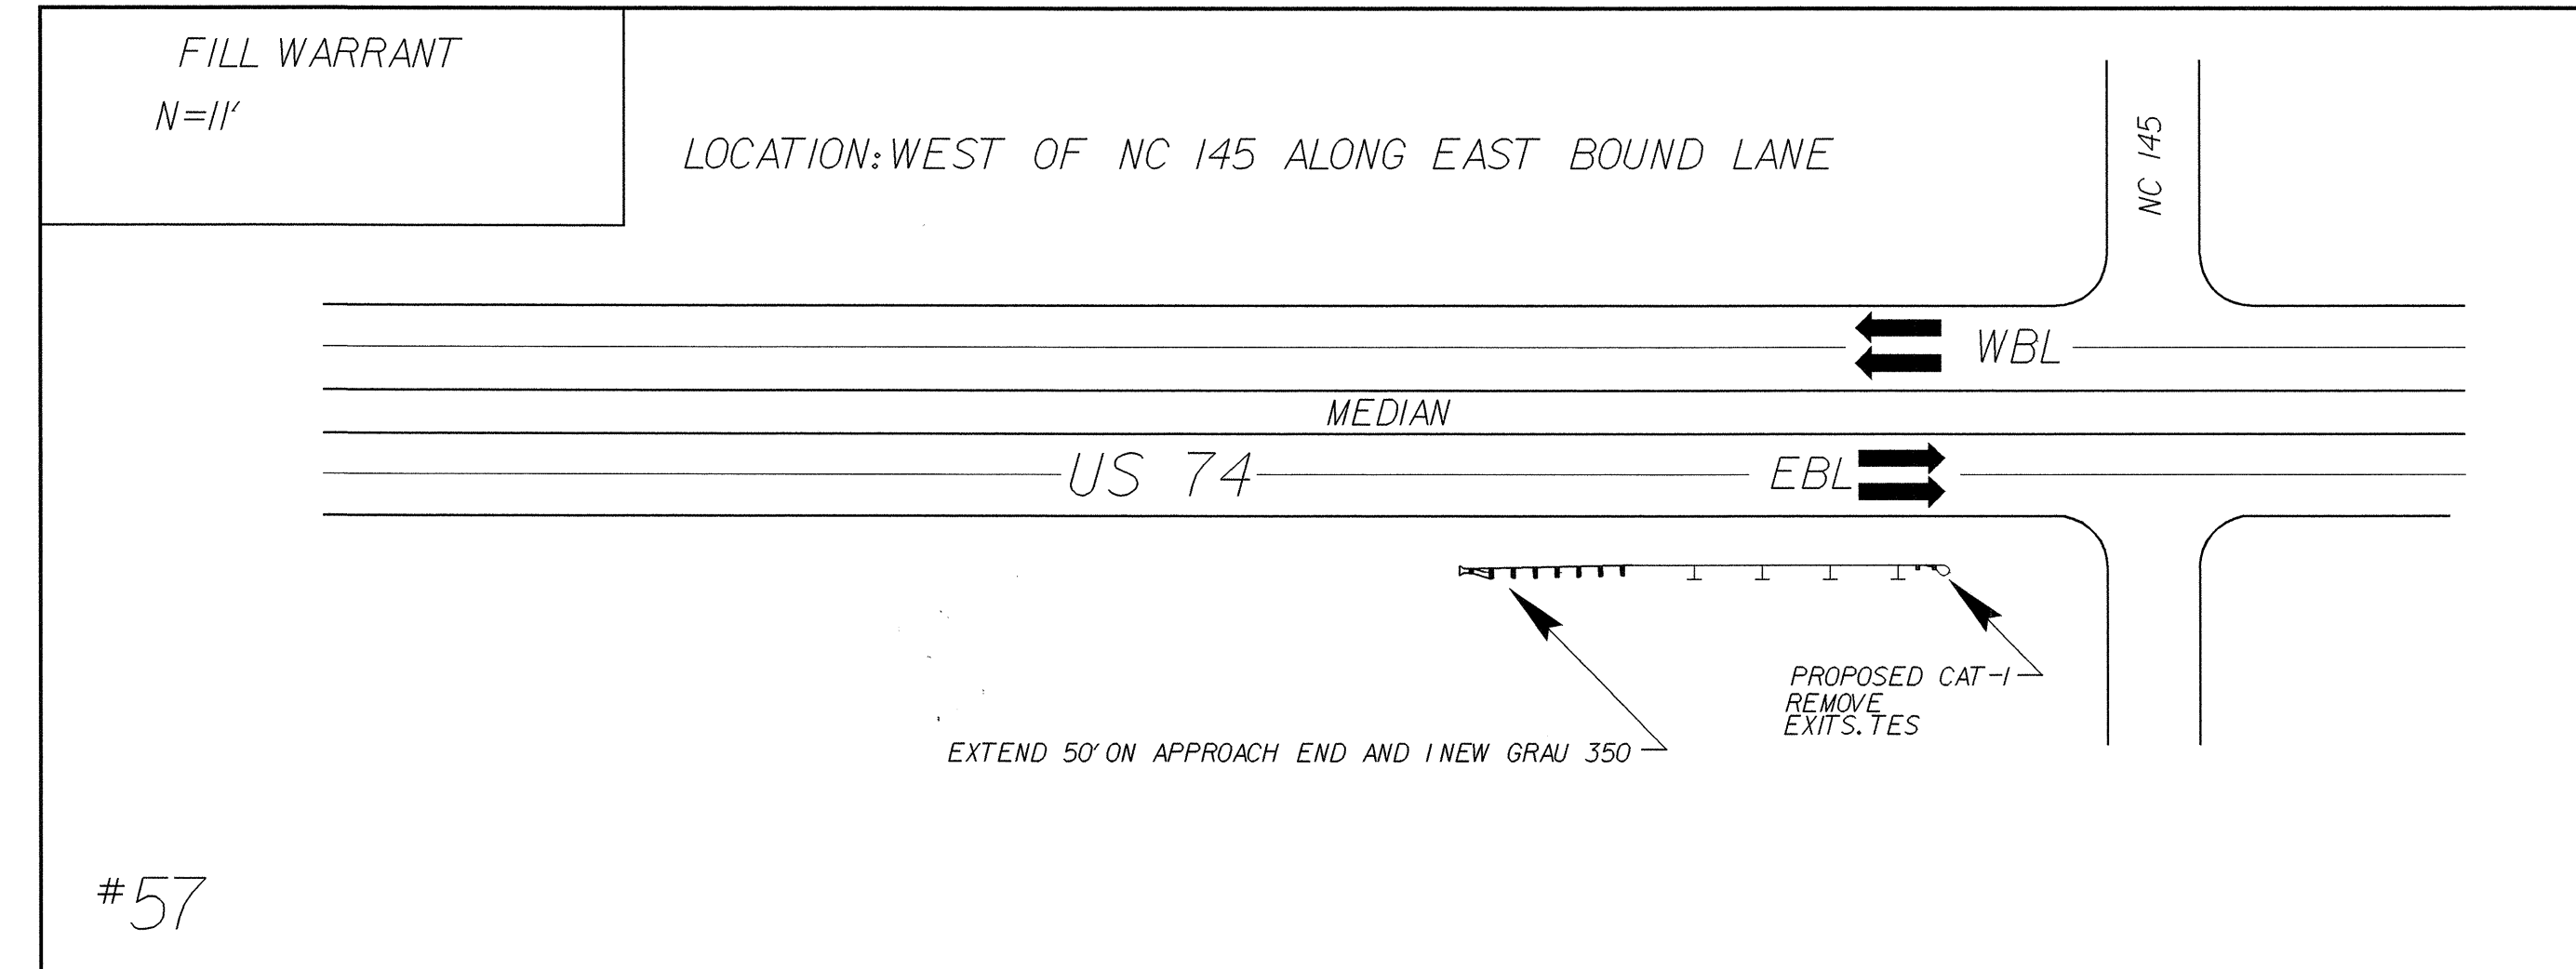 FILL WARRANT
N=11'
LOCATION: WEST OF NC 145 ALONG EAST BOUND LANE
NC 145
WBL
MEDIAN
US 74
EBL
PROPOSED CAT-1
REMOVE
EXITS. TES
EXTEND 50' ON APPROACH END AND 1 NEW GRAU 350
#57